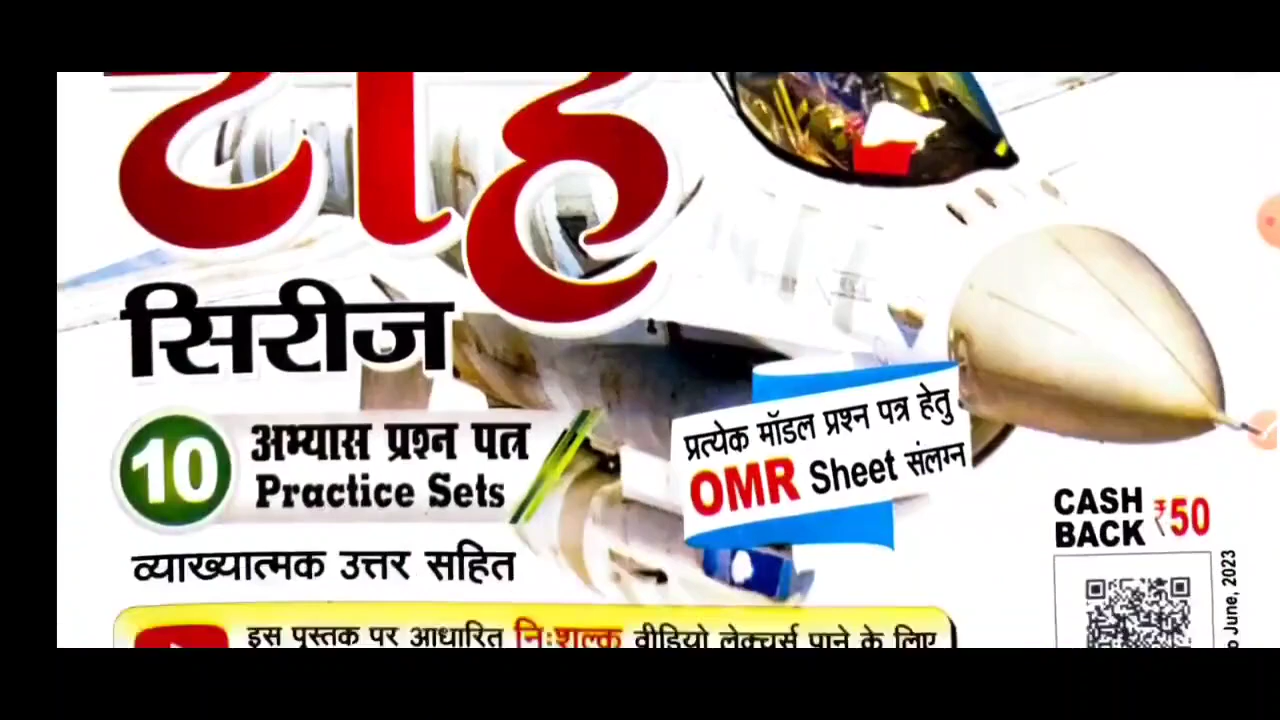 सिरीज
10 अभ्यास प्रश्न पत्र
Practice Sets
व्याख्यात्मक उत्तर सहित
प्रत्येक मॉडल प्रश्न पत्र हेतु
OMR Sheet संलग्न
CASH
BACK ₹50
June, 2023
इस पुस्तक पर आधारित निःशुल्क वीडियो लेक्चर्स पाने के लिए